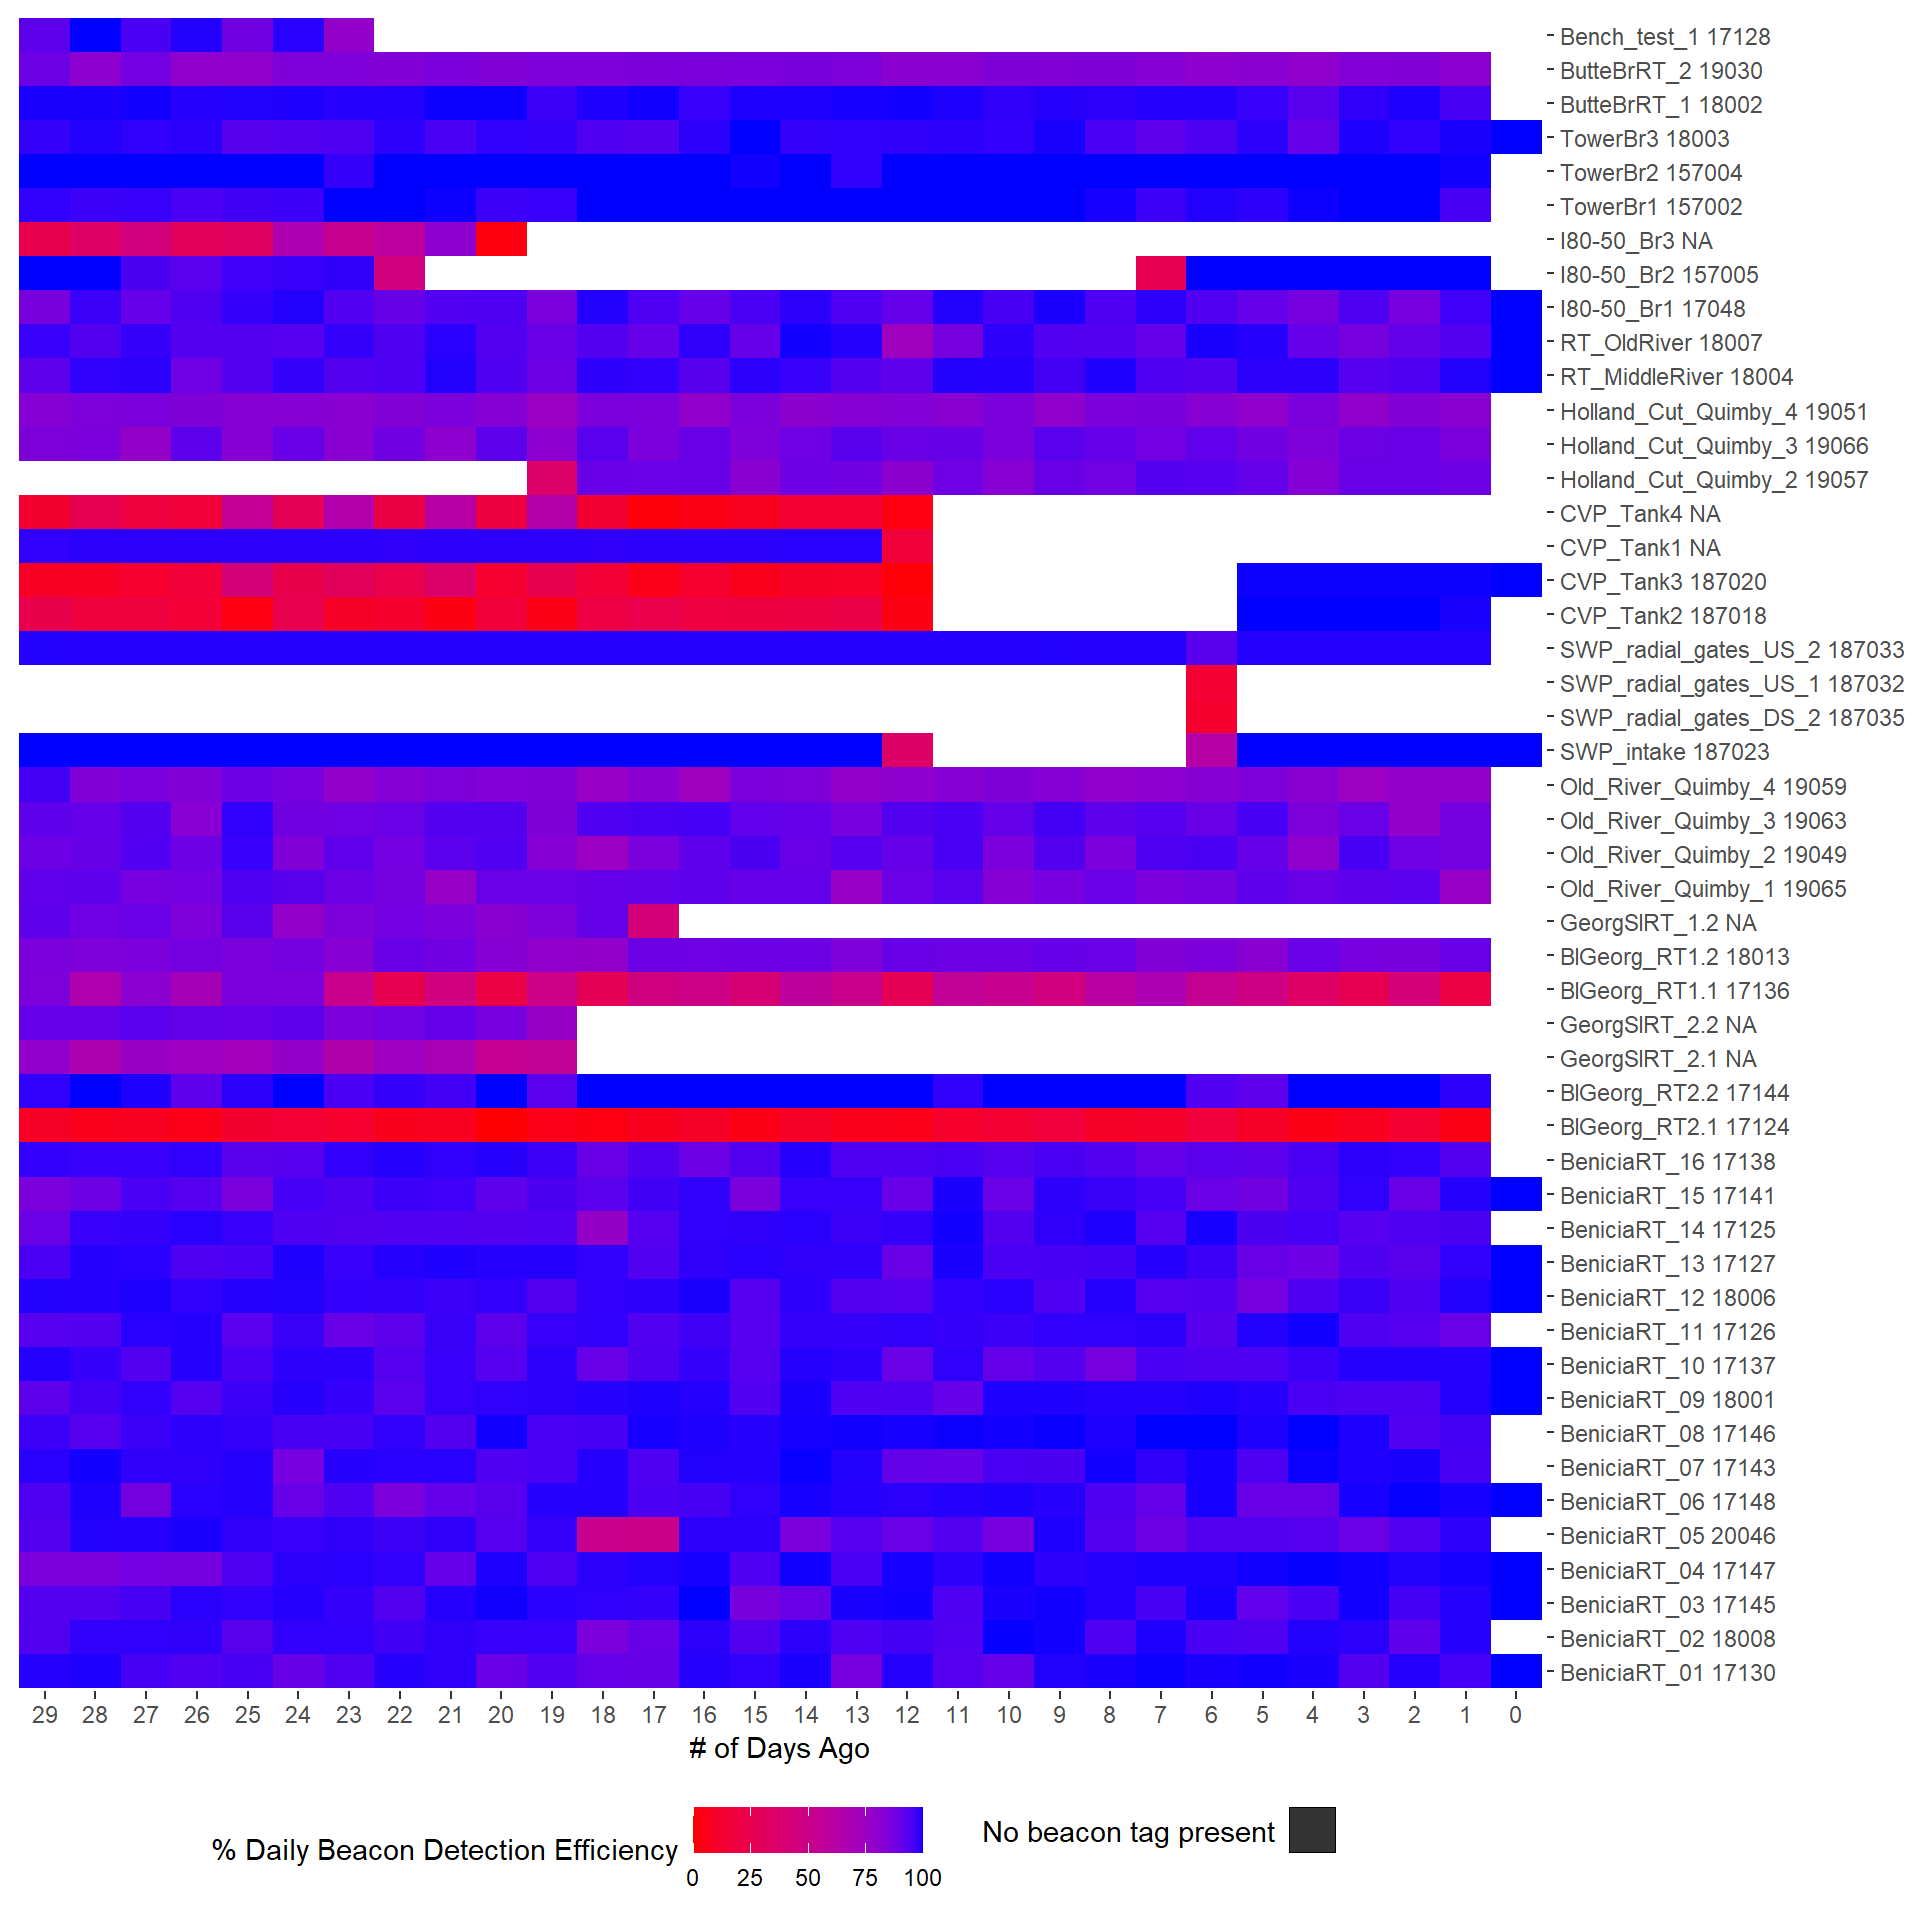 Bench_test_1 17128
ButteBrRT_2 19030
ButteBrRT_1 18002
TowerBr3 18003
TowerBr2 157004
TowerBr1 157002
I80-50_Br3 NA
I80-50_Br2 157005
I80-50_Br1 17048
RT_OldRiver 18007
RT_MiddleRiver 18004
Holland_Cut_Quimby_4 19051
Holland_Cut_Quimby_3 19066
Holland_Cut_Quimby_2 19057
CVP_Tank4 NA
CVP_Tank1 NA
CVP_Tank3 187020
CVP_Tank2 187018
SWP_radial_gates_US_2 187033
SWP_radial_gates_US_1 187032
SWP_radial_gates_DS_2 187035
SWP_intake 187023
Old_River_Quimby_4 19059
Old_River_Quimby_3 19063
Old_River_Quimby_2 19049
Old_River_Quimby_1 19065
GeorgSlRT_1.2 NA
BlGeorg_RT1.2 18013
BlGeorg_RT1.1 17136
GeorgSlRT_2.2 NA
GeorgSlRT_2.1 NA
BlGeorg_RT2.2 17144
BlGeorg_RT2.1 17124
BeniciaRT_16 17138
BeniciaRT_15 17141
BeniciaRT_14 17125
BeniciaRT_13 17127
BeniciaRT_12 18006
BeniciaRT_11 17126
BeniciaRT_10 17137
BeniciaRT_09 18001
BeniciaRT_08 17146
BeniciaRT_07 17143
BeniciaRT_06 17148
BeniciaRT_05 20046
BeniciaRT_04 17147
BeniciaRT_03 17145
BeniciaRT_02 18008
BeniciaRT_01 17130
29 28 27 26 25 24 23 22 21 20 19 18 17 16 15 14 13 12 11 10 9 8 7 6 5 4 3 2 1 0
# of Days Ago
% Daily Beacon Detection Efficiency
0 25 50 75 100
No beacon tag present